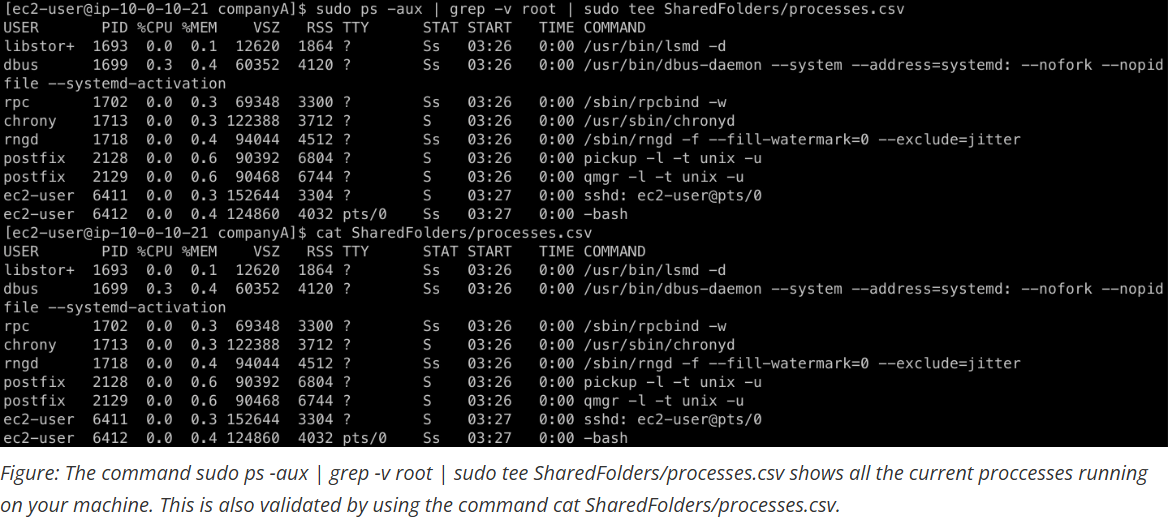 [ec2-user@ip-10-0-10-21 companyA]$ sudo ps -aux | grep -v root | sudo tee SharedFolders/processes.csv
USER       PID %CPU %MEM    VSZ   RSS TTY      STAT START   TIME COMMAND
libstor+  1693  0.0  0.1  12620  1864 ?        Ss   03:26   0:00 /usr/bin/lsmd -d
dbus      1699  0.3  0.4  60352  4120 ?        Ss   03:26   0:00 /usr/bin/dbus-daemon --system --address=systemd: --nofork --nopid
file --systemd-activation
rpc       1702  0.0  0.3  69348  3300 ?        Ss   03:26   0:00 /sbin/rpcbind -w
chrony    1713  0.0  0.3 122388  3712 ?        S    03:26   0:00 /usr/sbin/chronyd
rngd      1718  0.0  0.4  94044  4512 ?        Ss   03:26   0:00 /sbin/rngd -f --fill-watermark=0 --exclude=jitter
postfix   2128  0.0  0.6  90392  6804 ?        S    03:26   0:00 pickup -l -t unix -u
postfix   2129  0.0  0.6  90468  6744 ?        S    03:26   0:00 qmgr -l -t unix -u
ec2-user  6411  0.0  0.3 152644  3304 ?        S    03:27   0:00 sshd: ec2-user@pts/0
ec2-user  6412  0.0  0.4 124860  4032 pts/0    Ss   03:27   0:00 -bash
[ec2-user@ip-10-0-10-21 companyA]$ cat SharedFolders/processes.csv
USER       PID %CPU %MEM    VSZ   RSS TTY      STAT START   TIME COMMAND
libstor+  1693  0.0  0.1  12620  1864 ?        Ss   03:26   0:00 /usr/bin/lsmd -d
dbus      1699  0.3  0.4  60352  4120 ?        Ss   03:26   0:00 /usr/bin/dbus-daemon --system --address=systemd: --nofork --nopid
file --systemd-activation
rpc       1702  0.0  0.3  69348  3300 ?        Ss   03:26   0:00 /sbin/rpcbind -w
chrony    1713  0.0  0.3 122388  3712 ?        S    03:26   0:00 /usr/sbin/chronyd
rngd      1718  0.0  0.4  94044  4512 ?        Ss   03:26   0:00 /sbin/rngd -f --fill-watermark=0 --exclude=jitter
postfix   2128  0.0  0.6  90392  6804 ?        S    03:26   0:00 pickup -l -t unix -u
postfix   2129  0.0  0.6  90468  6744 ?        S    03:26   0:00 qmgr -l -t unix -u
ec2-user  6411  0.0  0.3 152644  3304 ?        S    03:27   0:00 sshd: ec2-user@pts/0
ec2-user  6412  0.0  0.4 124860  4032 pts/0    Ss   03:27   0:00 -bash
Figure: The command sudo ps -aux | grep -v root | sudo tee SharedFolders/processes.csv shows all the current proccesses running
on your machine. This is also validated by using the command cat SharedFolders/processes.csv.